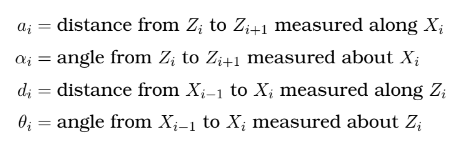 a_i = distance from Z_i to Z_{i+1} measured along X_i
α_i = angle from Z_i to Z_{i+1} measured about X_i
d_i = distance from X_{i−1} to X_i measured along Z_i
θ_i = angle from X_{i−1} to X_i measured about Z_i